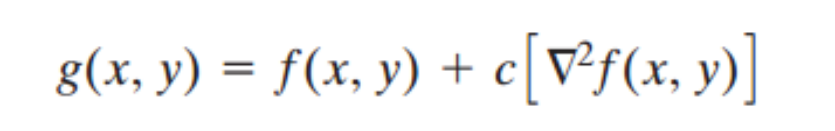 g(x, y) = f(x, y) + c[∇²f(x, y)]